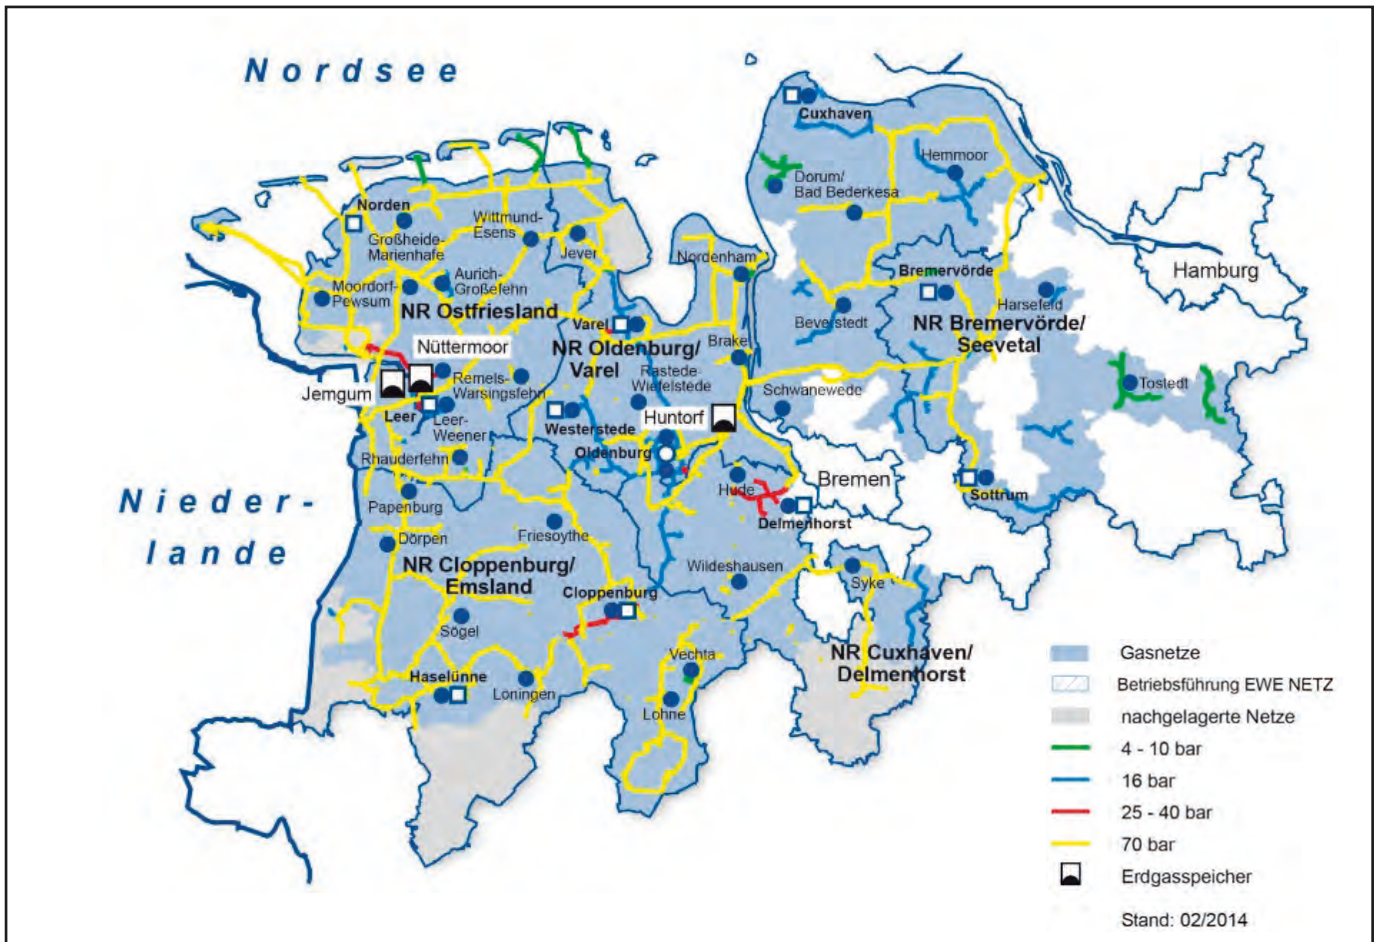 Nordsee
Cuxhaven
Hemmoor
Dorum/
Bad Bederkesa
Norden
Großheide-
Marienhafe
Wittmund-
Esens
Jever
Nordenham
Hamburg
Moordorf-
Pewsum
Aurich-
Großefehn
Bremervörde
Harsefeld
NR Ostfriesland
Varel
Beverstedt
NR Bremervörde/
Seevetal
NR Oldenburg/
Varel
Brake
Nüttermoor
Rastede-
Wiefelstede
Jemgum
Remels-
Warsingsfehn
Schwanewede
Tostedt
Leer
Leer-
Weener
Westerstede
Huntorf
Oldenburg
Rhauderfehn
Bremen
Hude
Sottrum
Nieder-
lande
Papenburg
Delmenhorst
Friesoythe
Dörpen
NR Cloppenburg/
Emsland
Wildeshausen
Syke
Cloppenburg
Sögel
NR Cuxhaven/
Delmenhorst
Vechta
Haselünne
Löningen
Lohne
Gasnetze
Betriebsführung EWE NETZ
nachgelagerte Netze
4 - 10 bar
16 bar
25 - 40 bar
70 bar
Erdgasspeicher
Stand: 02/2014